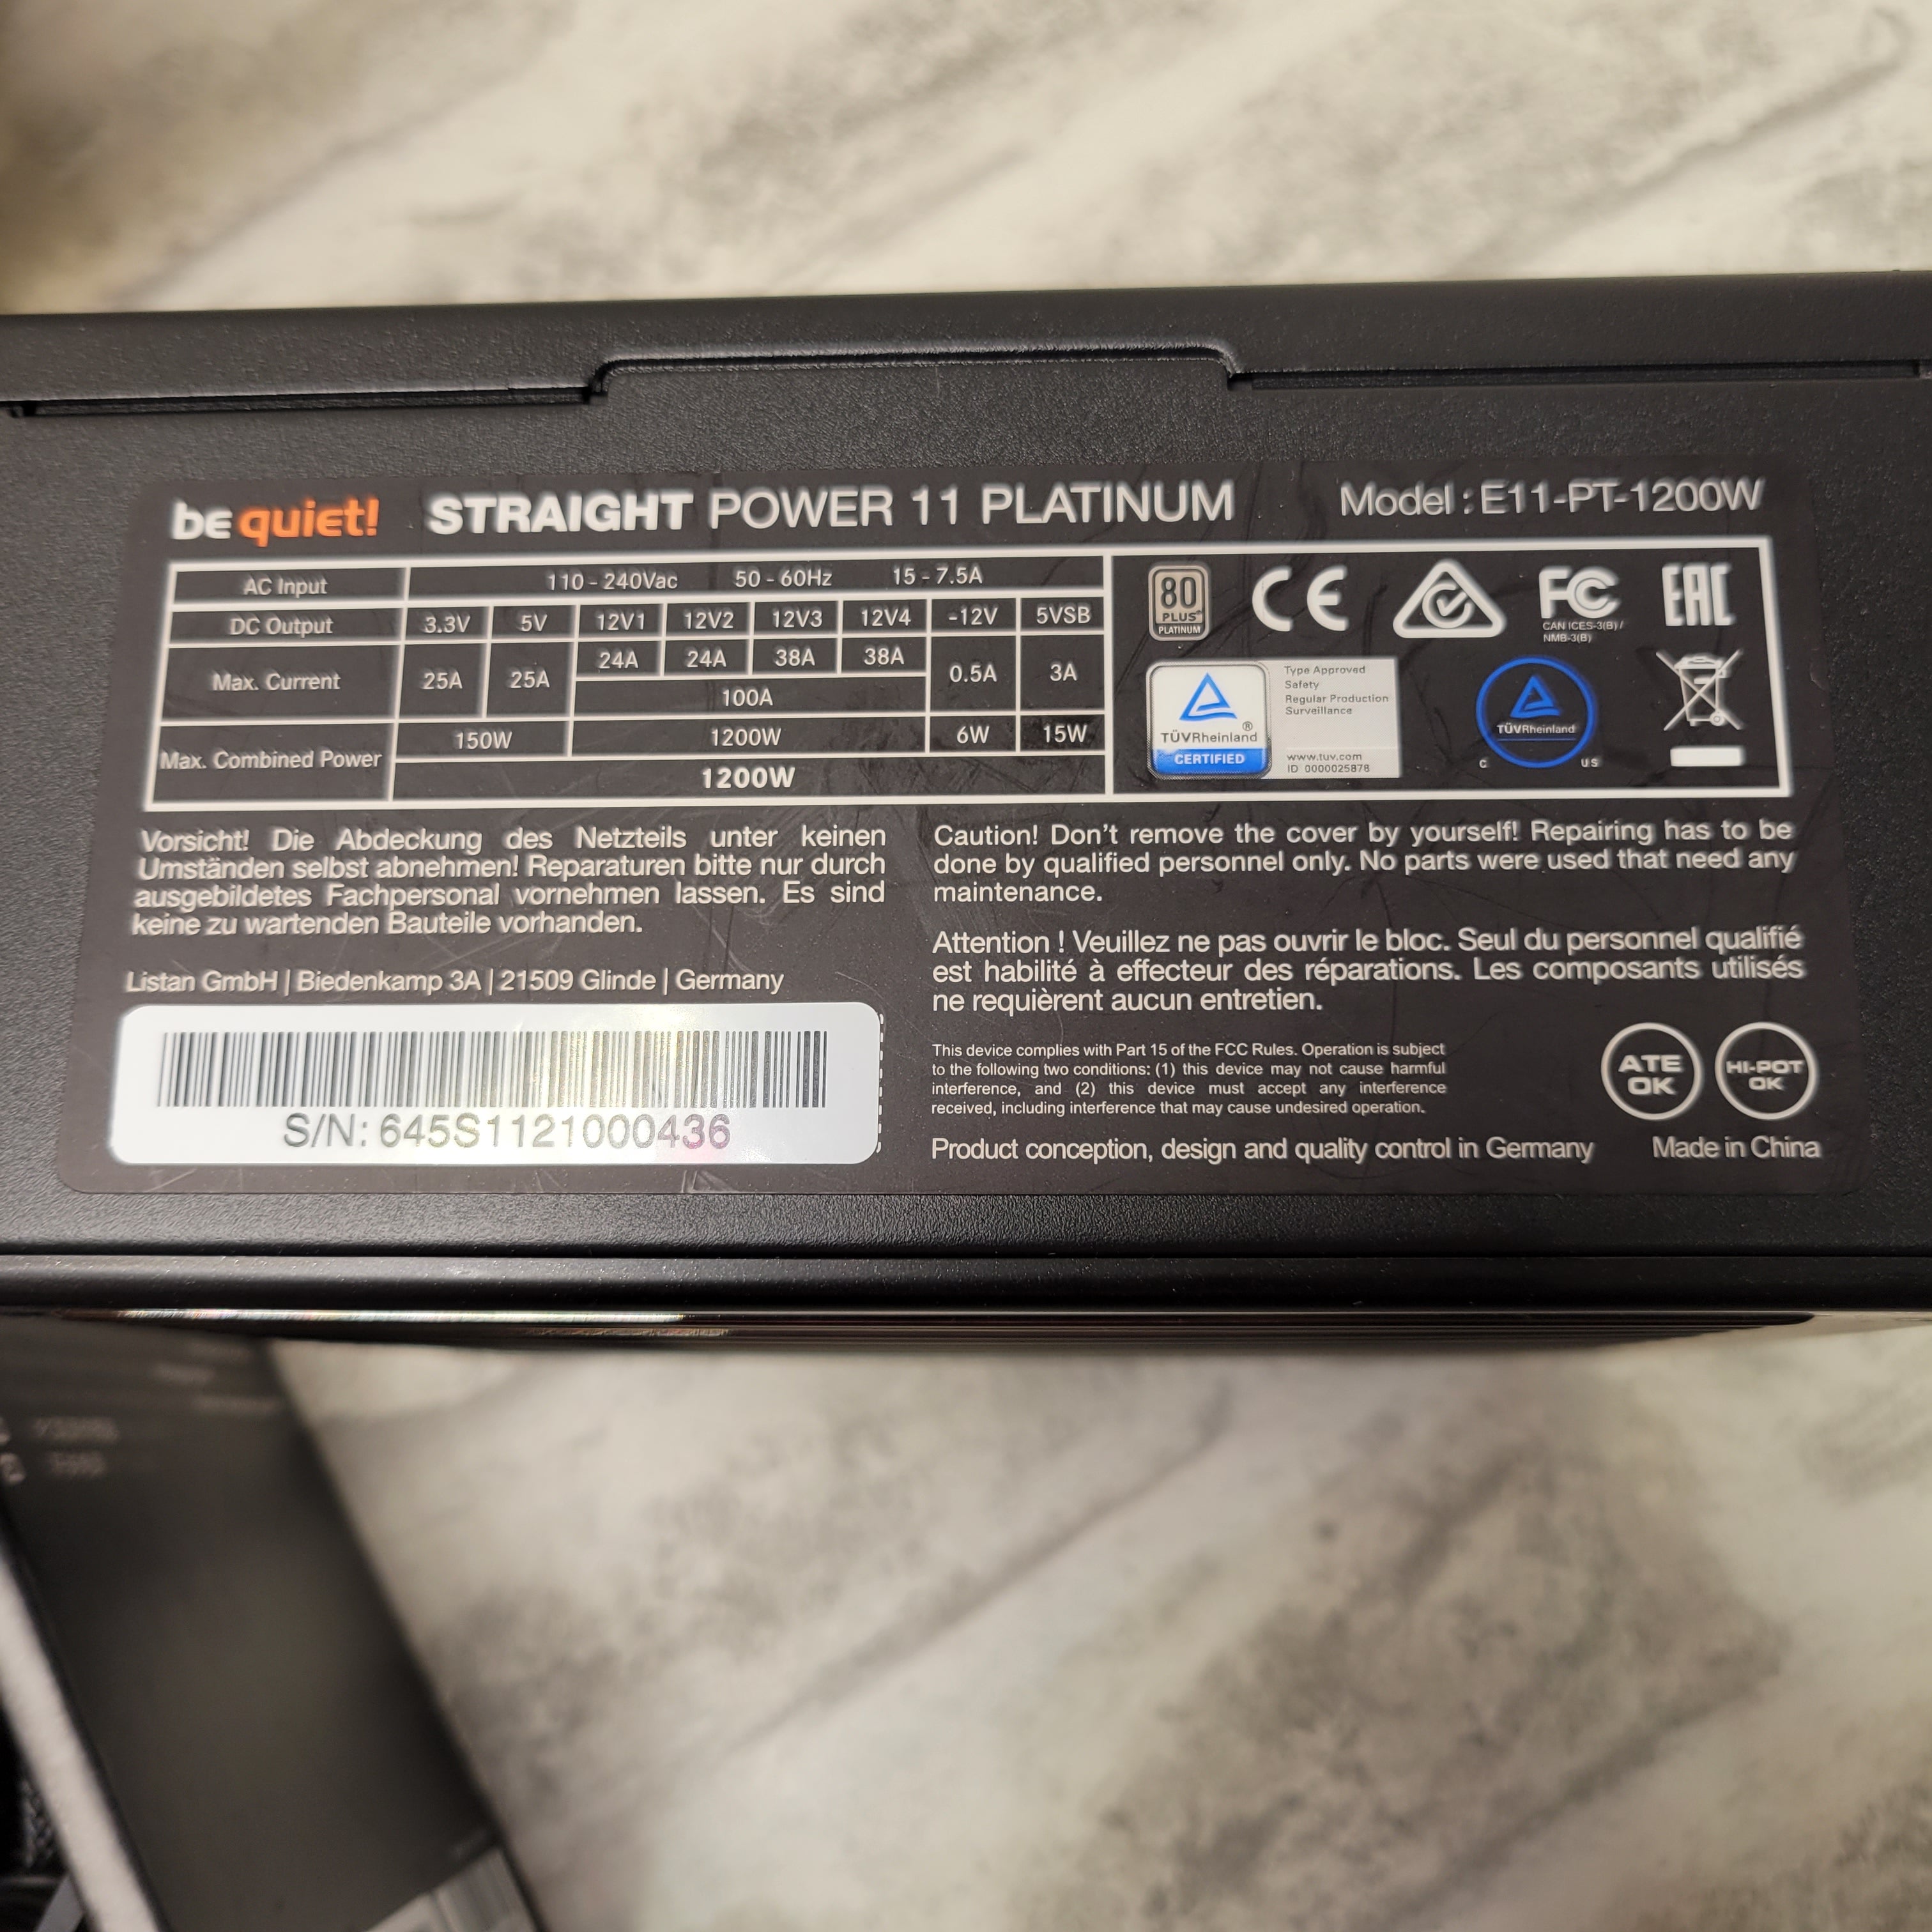 be quiet! STRAIGHT POWER 11 PLATINUM Model : E11-PT-1200W
AC Input 110 - 240Vac 50 - 60Hz 15 - 7.5A
DC Output 3.3V 5V 12V1 12V2 12V3 12V4 -12V 5VSB
Max. Current 25A 25A 24A 24A 38A 38A 0.5A 3A
100A
Max. Combined Power 150W 1200W 6W 15W
1200W
80
PLUS
PLATINUM
CE
FC
CAN ICES-3(B) /
NMB-3(B)
EAC
TÜVRheinland®
CERTIFIED
Type Approved
Safety
Regular Production
Surveillance
www.tuv.com
ID 0000025876
TÜVRheinland
C US
Vorsicht! Die Abdeckung des Netzteils unter keinen
Umständen selbst abnehmen! Reparaturen bitte nur durch
ausgebildetes Fachpersonal vornehmen lassen. Es sind
keine zu wartenden Bauteile vorhanden.
Listan GmbH | Biedenkamp 3A | 21509 Glinde | Germany
S/N: 645S1121000436
Caution! Don't remove the cover by yourself! Repairing has to be
done by qualified personnel only. No parts were used that need any
maintenance.
Attention ! Veuillez ne pas ouvrir le bloc. Seul du personnel qualifié
est habilité à effecteur des réparations. Les composants utilisés
ne requièrent aucun entretien.
This device complies with Part 15 of the FCC Rules. Operation is subject
to the following two conditions: (1) this device may not cause harmful
interference, and (2) this device must accept any interference
received, including interference that may cause undesired operation.
ATE
OK
HI-POT
OK
Product conception, design and quality control in Germany Made in China